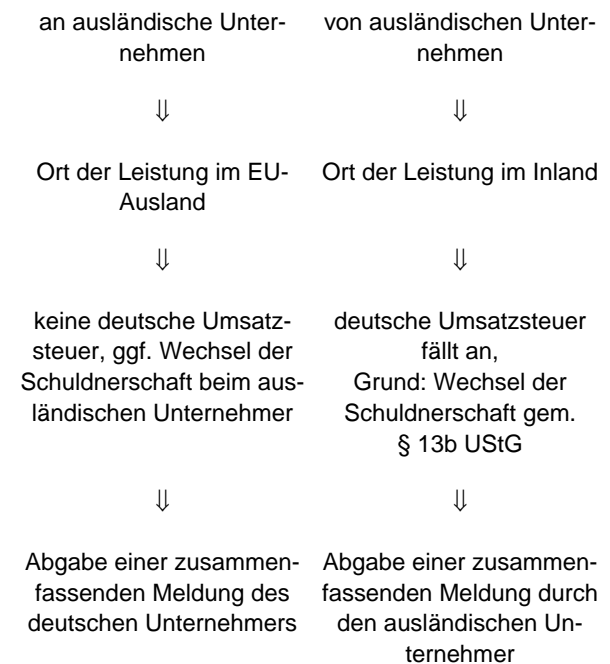 an ausländische Unter-
nehmen
⇓
Ort der Leistung im EU-
Ausland
⇓
keine deutsche Umsatz-
steuer, ggf. Wechsel der
Schuldnerschaft beim aus-
ländischen Unternehmer
⇓
Abgabe einer zusammen-
fassenden Meldung des
deutschen Unternehmers
von ausländischen Unter-
nehmen
⇓
Ort der Leistung im Inland
⇓
deutsche Umsatzsteuer
fällt an,
Grund: Wechsel der
Schuldnerschaft gem.
§ 13b UStG
⇓
Abgabe einer zusammen-
fassenden Meldung durch
den ausländischen Un-
ternehmer